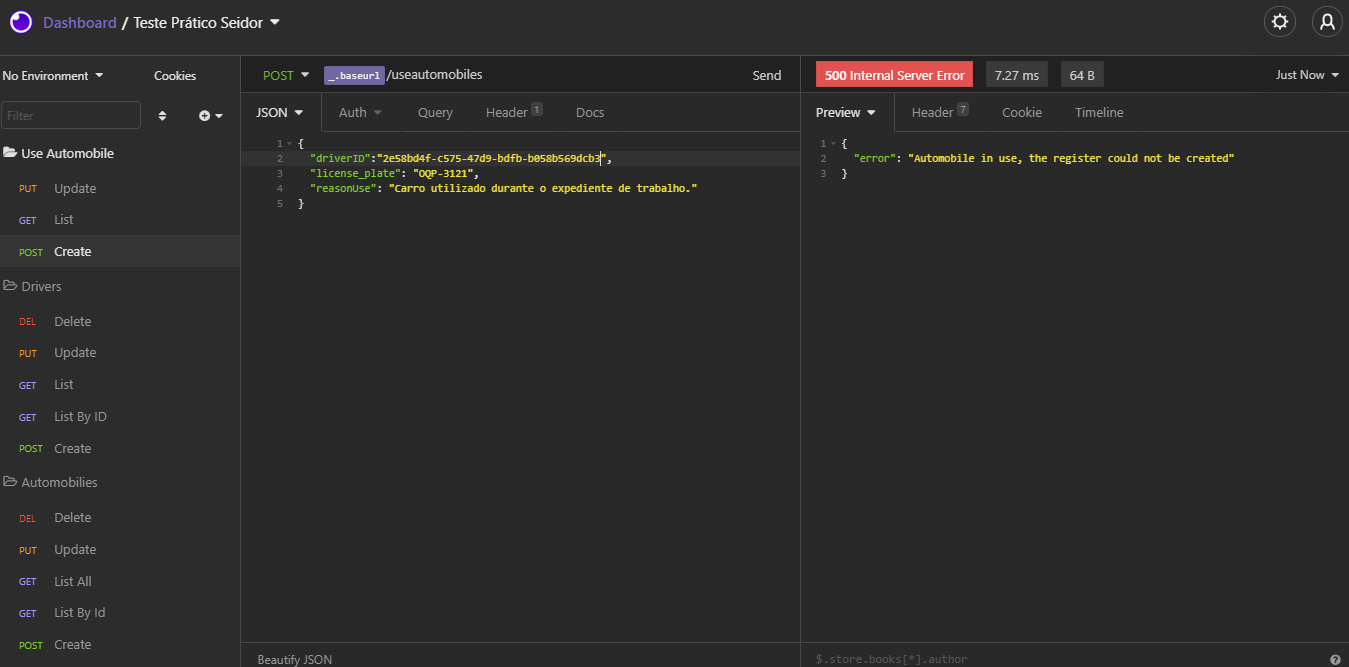 Dashboard / Teste Prático Seidor
No Environment
Cookies
Filter
Use Automobile
PUT Update
GET List
POST Create
Drivers
DEL Delete
PUT Update
GET List
GET List By ID
POST Create
Automobilies
DEL Delete
PUT Update
GET List All
GET List By Id
POST Create
POST _.baseurl /useautomobiles Send
JSON Auth Query Header 1 Docs
1 {
2 "driverID":"2e58bd4f-c575-47d9-bdfb-b058b569dcb3",
3 "license_plate": "OQP-3121",
4 "reasonUse": "Carro utilizado durante o expediente de trabalho."
5 }
Beautify JSON
500 Internal Server Error 7.27 ms 64 B Just Now
Preview Header 7 Cookie Timeline
1 {
2 "error": "Automobile in use, the register could not be created"
3 }
$.store.books[*].author